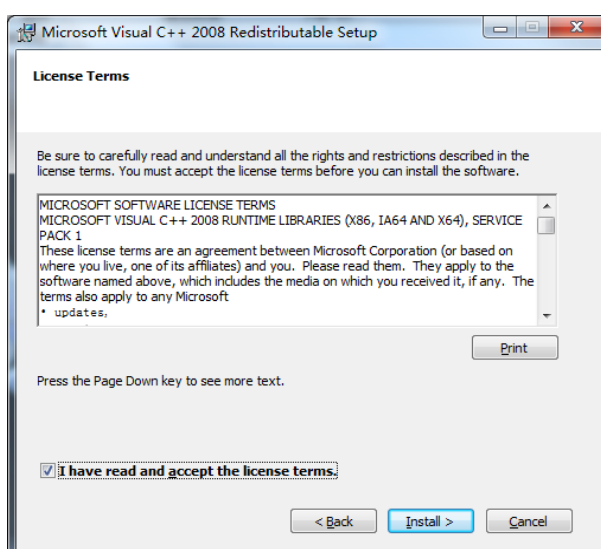 Microsoft Visual C++ 2008 Redistributable Setup
License Terms
Be sure to carefully read and understand all the rights and restrictions described in the
license terms. You must accept the license terms before you can install the software.
MICROSOFT SOFTWARE LICENSE TERMS
MICROSOFT VISUAL C++ 2008 RUNTIME LIBRARIES (X86, IA64 AND X64), SERVICE
PACK 1
These license terms are an agreement between Microsoft Corporation (or based on
where you live, one of its affiliates) and you.  Please read them.  They apply to the
software named above, which includes the media on which you received it, if any.  The
terms also apply to any Microsoft
• updates,
Print
Press the Page Down key to see more text.
I have read and accept the license terms.
< Back
Install >
Cancel